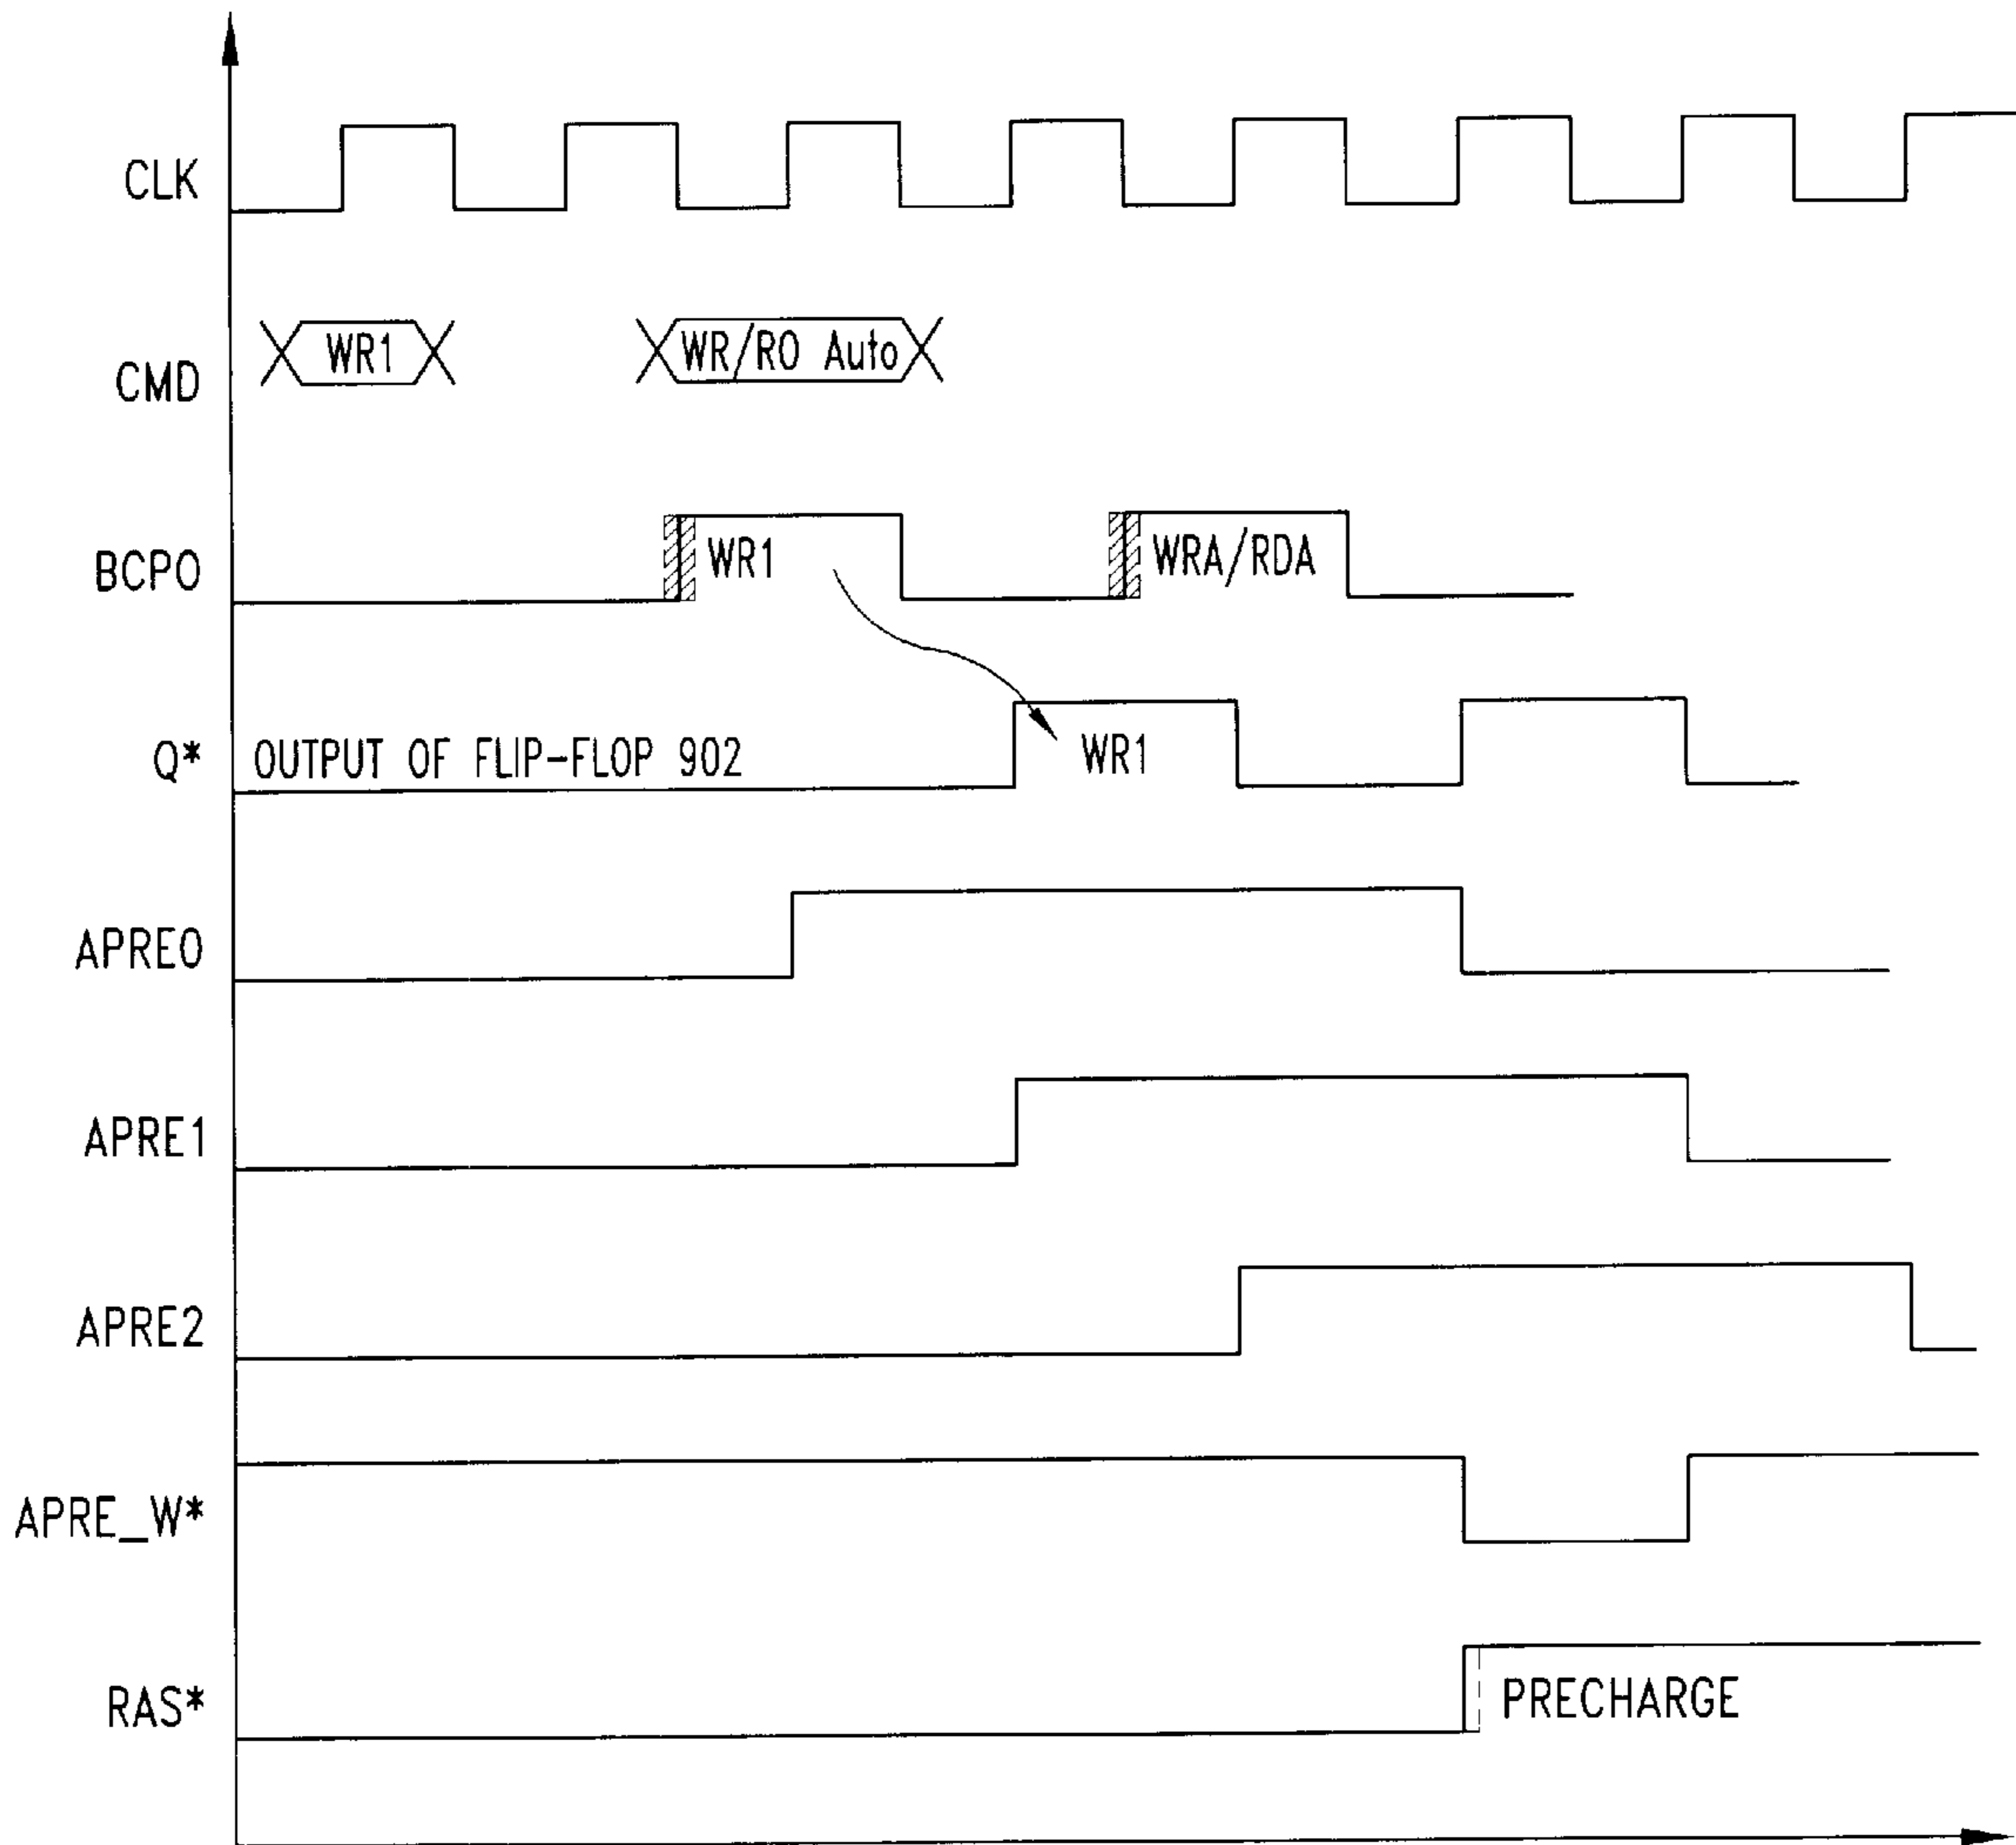 CLK
CMD WR1 WR/RO Auto
BCPO WR1 WRA/RDA
Q* OUTPUT OF FLIP-FLOP 902 WR1
APRE0
APRE1
APRE2
APRE_W*
RAS* PRECHARGE